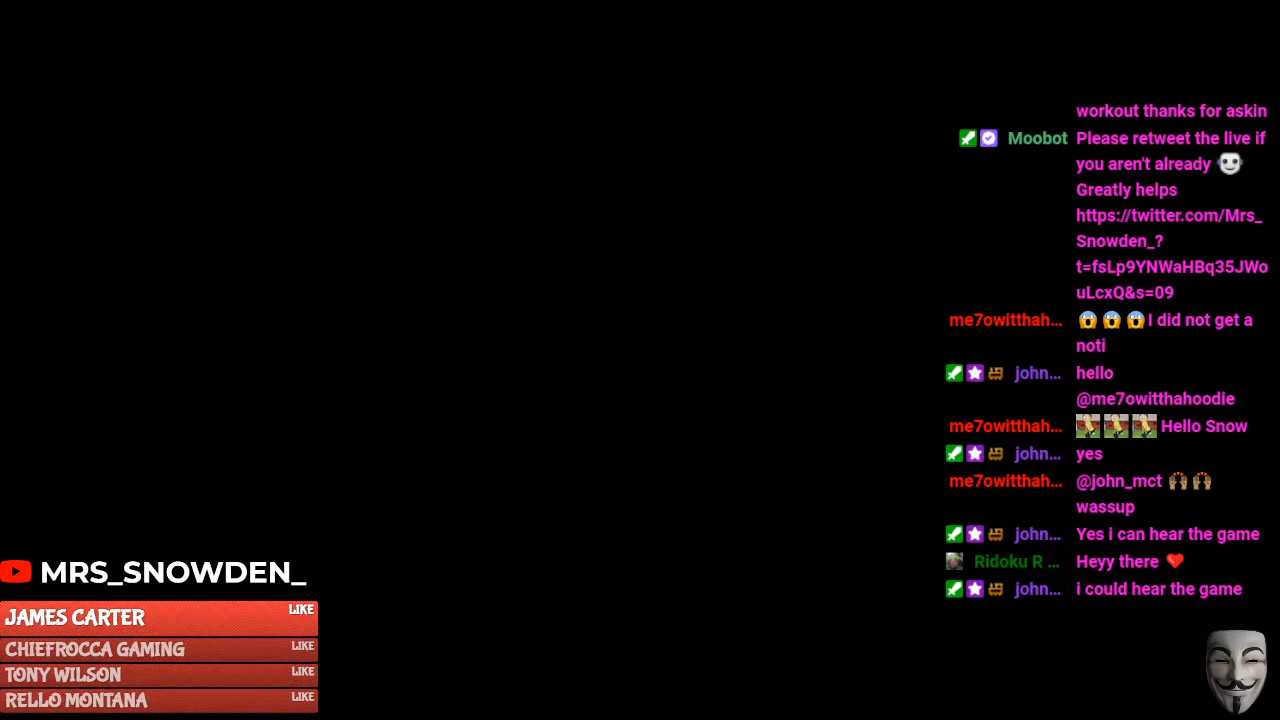 workout thanks for askin
Moobot Please retweet the live if
you aren't already
Greatly helps
https://twitter.com/Mrs_
Snowden_?
t=fsLp9YNWaHBq35JWo
uLcxQ&s=09
me7owitthah... 😱 😱 😱 I did not get a
noti
john... hello
@me7owitthahoodie
me7owitthah... Hello Snow
john... yes
me7owitthah... @john_mct 🙌🏽 🙌🏽
wassup
john... Yes i can hear the game
Ridoku R ... Heyy there ❤️
john... i could hear the game
MRS_SNOWDEN_
JAMES CARTER LIKE
CHIEFROCCA GAMING LIKE
TONY WILSON LIKE
RELLO MONTANA LIKE